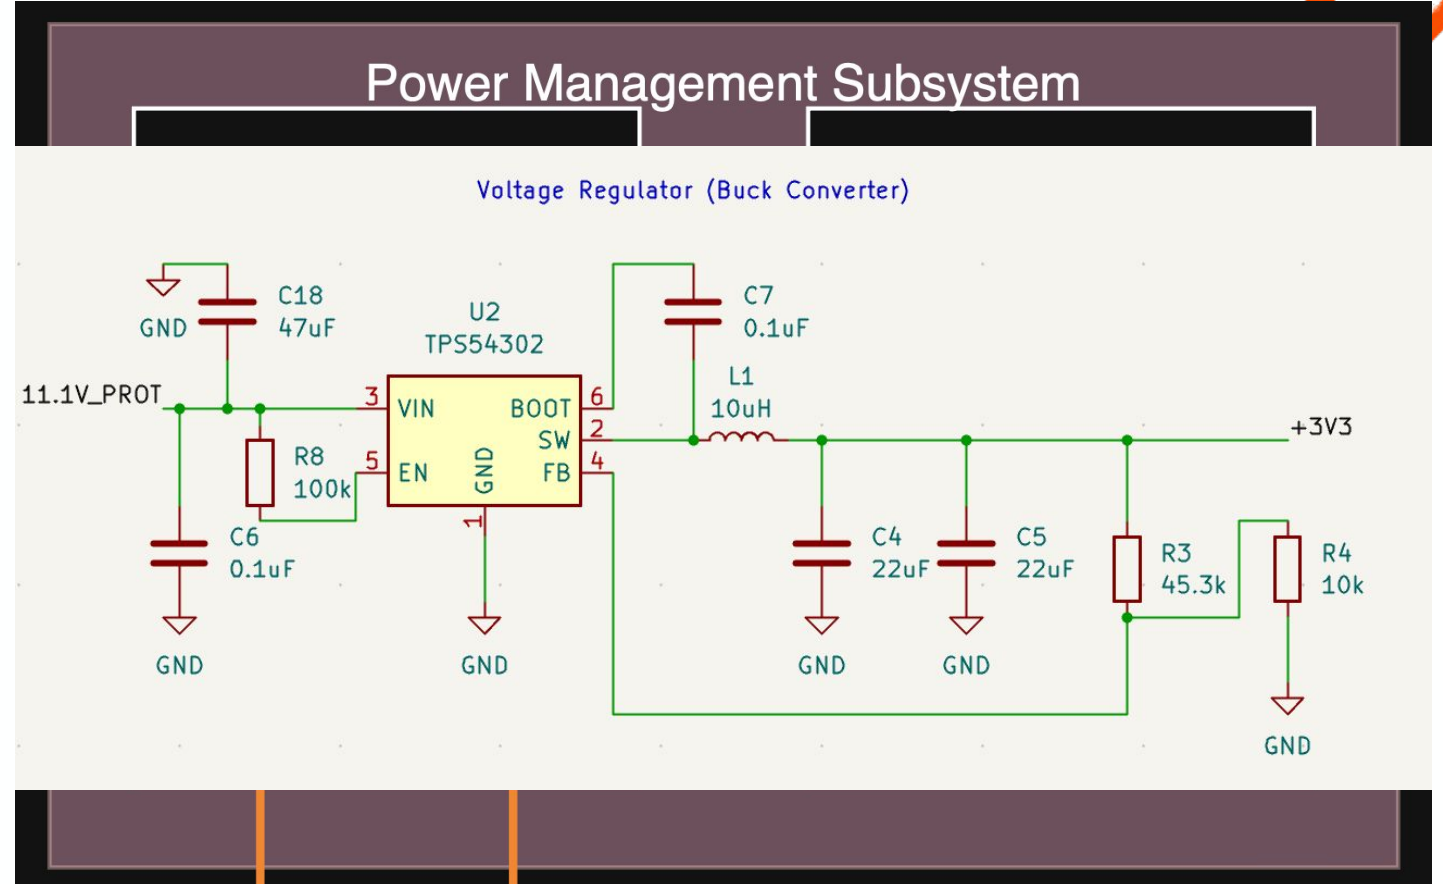 Power Management Subsystem
Voltage Regulator (Buck Converter)
C18
47uF
GND
U2
TPS54302
C7
0.1uF
11.1V_PROT
3
VIN
BOOT
6
L1
10uH
SW
2
+3V3
R8
100k
5
EN
GND
FB
4
1
C6
0.1uF
GND
GND
C4
22uF
GND
C5
22uF
GND
R3
45.3k
R4
10k
GND